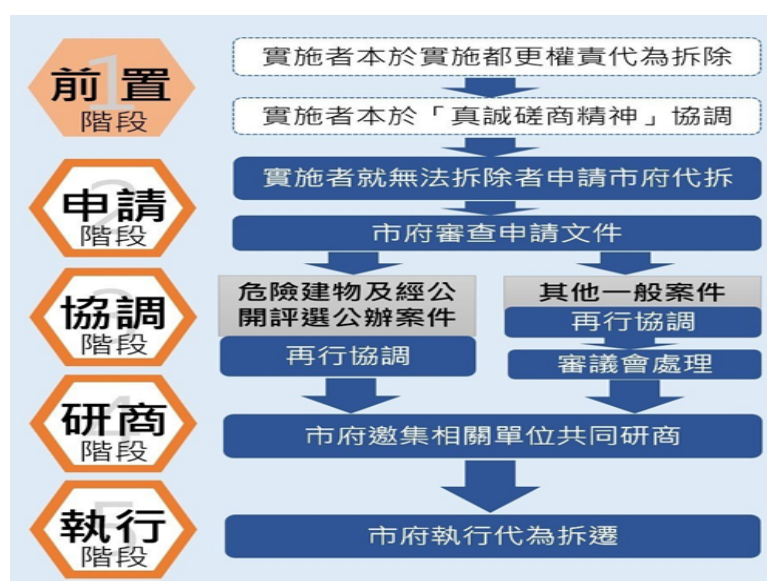 1
前置
階段
實施者本於實施都更權責代為拆除
實施者本於「真誠磋商精神」協調
2
申請
階段
實施者就無法拆除者申請市府代拆
市府審查申請文件
3
協調
階段
危險建物及經公
開評選公辦案件
再行協調
其他一般案件
再行協調
審議會處理
4
研商
階段
市府邀集相關單位共同研商
5
執行
階段
市府執行代為拆遷